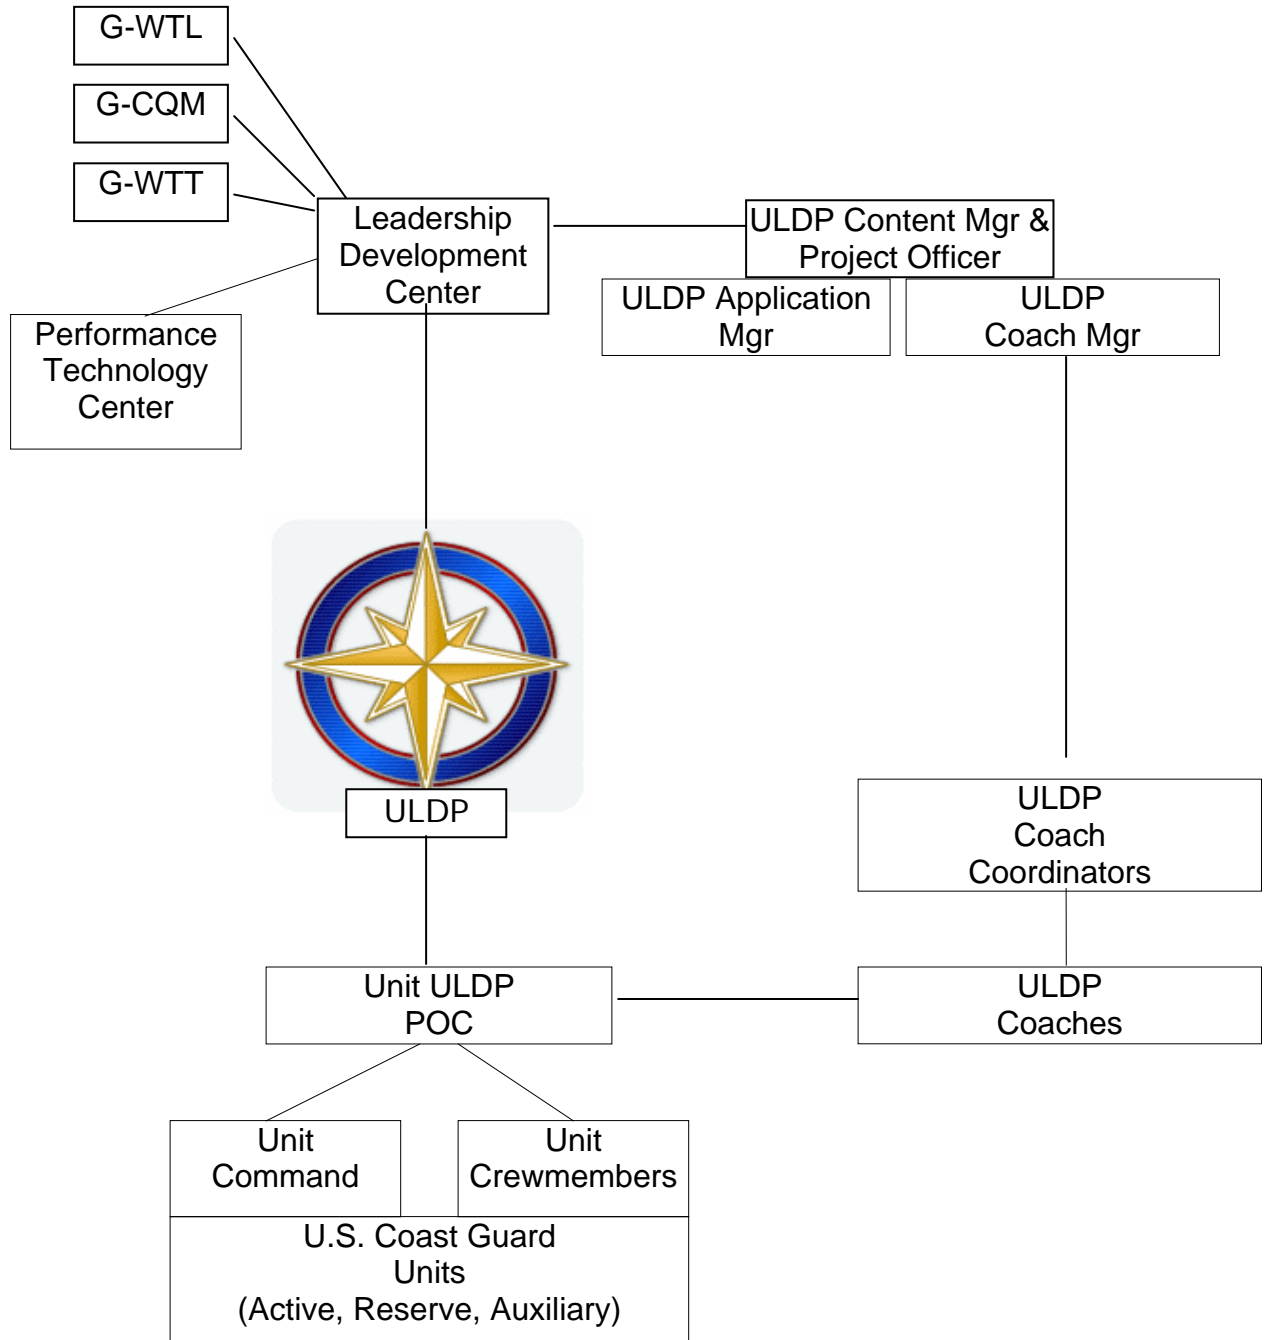 G-WTL
G-CQM
G-WTT
Leadership
Development
Center
ULDP Content Mgr &
Project Officer
ULDP Application
Mgr
ULDP
Coach Mgr
Performance
Technology
Center
ULDP
ULDP
Coach
Coordinators
Unit ULDP
POC
ULDP
Coaches
Unit
Command
Unit
Crewmembers
U.S. Coast Guard
Units
(Active, Reserve, Auxiliary)